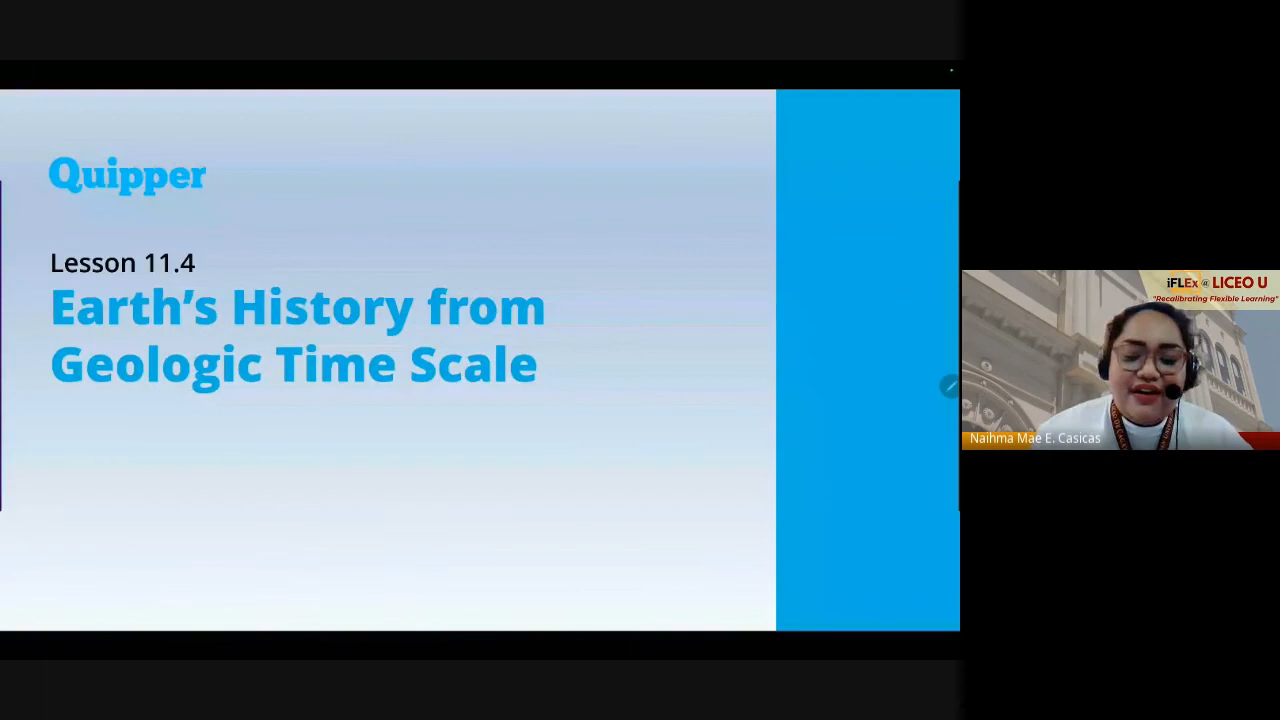 Quipper
Lesson 11.4
Earth's History from
Geologic Time Scale
iFLEx @ LICEO U
"Recalibrating Flexible Learning"
Naihma Mae E. Casicas